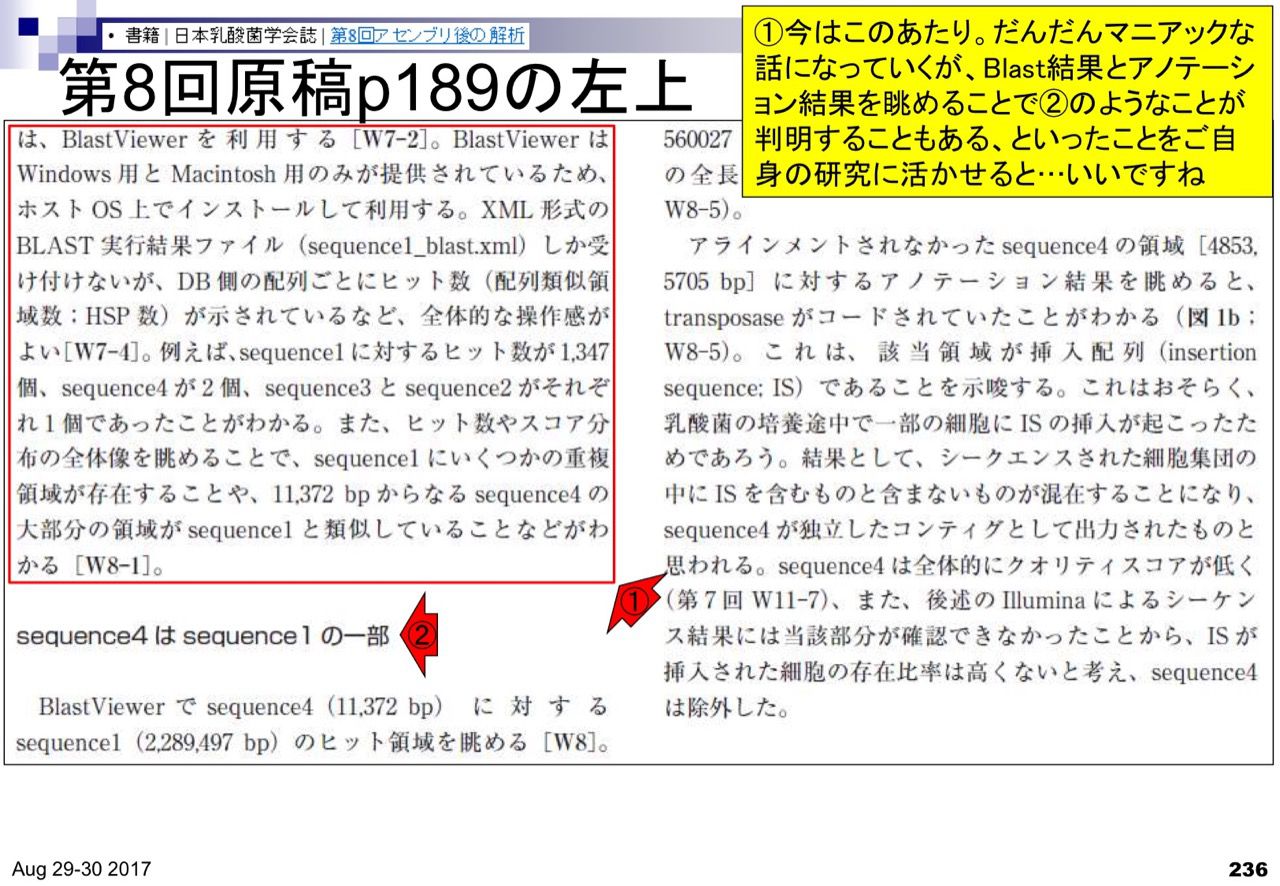 • 書籍 | 日本乳酸菌学会誌 | 第8回アセンブリ後の解析
第8回原稿p189の左上
①今はこのあたり。だんだんマニアックな
話になっていくが、Blast結果とアノテーシ
ョン結果を眺めることで②のようなことが
判明することもある、といったことをご自
身の研究に活かせると…いいですね
は、BlastViewer を利用する [W7-2]。BlastViewer は
Windows 用と Macintosh 用のみが提供されているため、
ホスト OS 上でインストールして利用する。XML 形式の
BLAST 実行結果ファイル（sequence1_blast.xml）しか受
け付けないが、DB 側の配列ごとにヒット数（配列類似領
域数；HSP 数）が示されているなど、全体的な操作感が
よい[W7-4]。例えば、sequence1に対するヒット数が1,347
個、sequence4 が 2 個、sequence3 と sequence2 がそれぞ
れ 1 個であったことがわかる。また、ヒット数やスコア分
布の全体像を眺めることで、sequence1 にいくつかの重複
領域が存在することや、11,372 bp からなる sequence4 の
大部分の領域が sequence1 と類似していることなどがわ
かる [W8-1]。
①
sequence4 は sequence1 の一部
②
BlastViewer で sequence4（11,372 bp）に対する
sequence1（2,289,497 bp）のヒット領域を眺める [W8]。
560027
の全長
W8-5）。
アラインメントされなかった sequence4 の領域 [4853,
5705 bp] に対するアノテーション結果を眺めると、
transposase がコードされていたことがわかる（図 1b；
W8-5）。これは、該当領域が挿入配列（insertion
sequence; IS）であることを示唆する。これはおそらく、
乳酸菌の培養途中で一部の細胞に IS の挿入が起こったた
めであろう。結果として、シークエンスされた細胞集団の
中に IS を含むものと含まないものが混在することになり、
sequence4 が独立したコンティグとして出力されたものと
思われる。sequence4 は全体的にクオリティスコアが低く
（第 7 回 W11-7）、また、後述の Illumina によるシーケン
ス結果には当該部分が確認できなかったことから、IS が
挿入された細胞の存在比率は高くないと考え、sequence4
は除外した。
Aug 29-30 2017
236